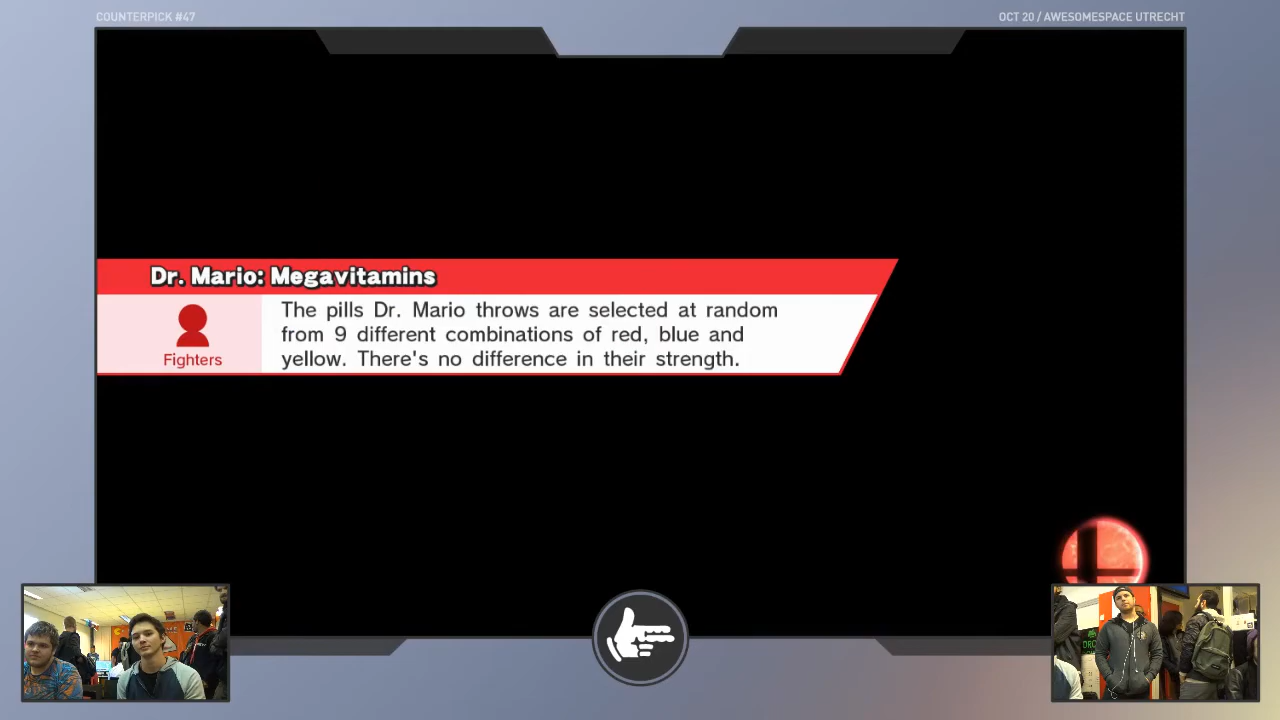 COUNTERPICK #47
OCT 20 / AWESOMESPACE UTRECHT
Dr. Mario: Megavitamins
The pills Dr. Mario throws are selected at random
from 9 different combinations of red, blue and
yellow. There's no difference in their strength.
Fighters